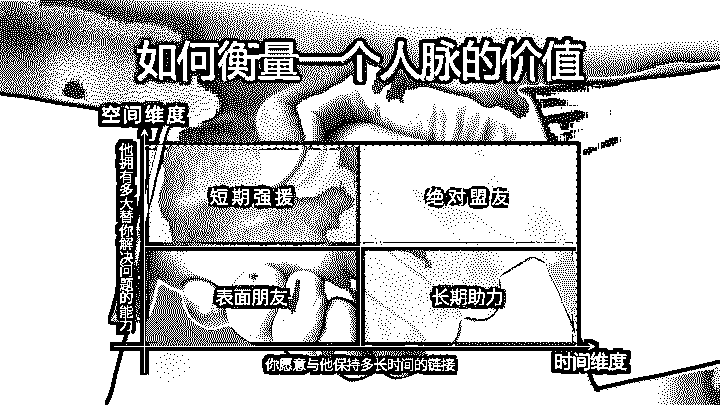 如何衡量一个人脉的价值
空间维度
他拥有多大替你解决问题的能力
短期强援
绝对盟友
表面朋友
长期助力
你愿意与他保持多长时间的链接
时间维度